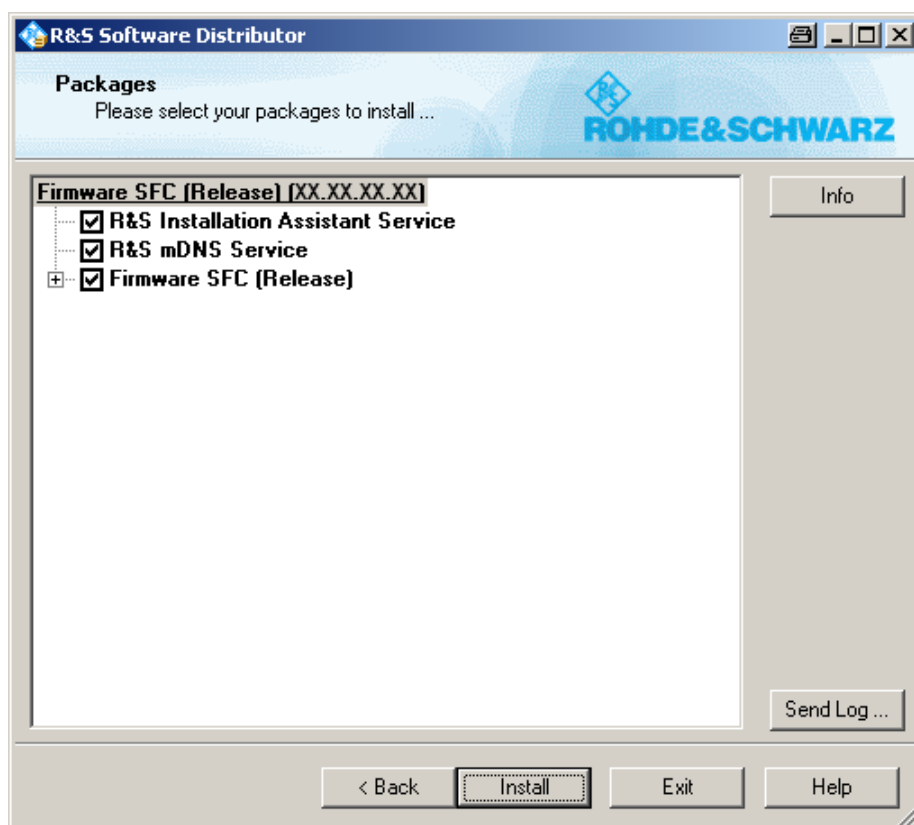 R&S Software Distributor
Packages
Please select your packages to install ...
ROHDE&SCHWARZ
Firmware SFC (Release) (XX.XX.XX.XX)
R&S Installation Assistant Service
R&S mDNS Service
Firmware SFC (Release)
Info
Send Log ...
< Back
Install
Exit
Help